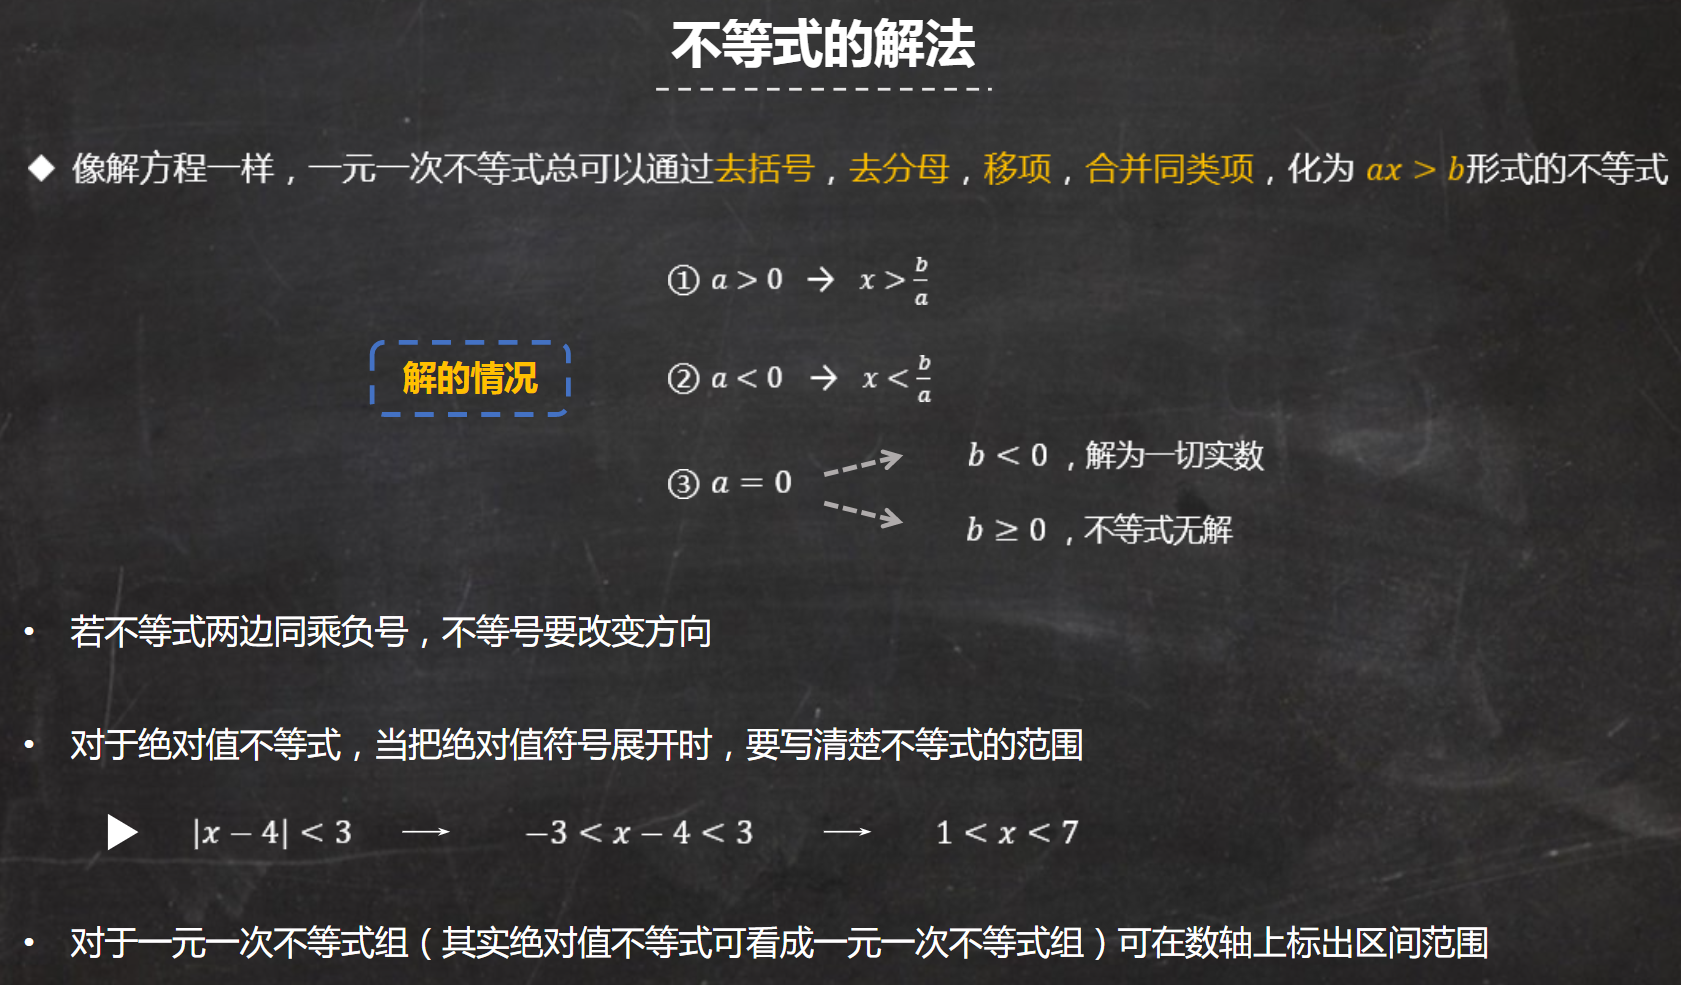 不等式的解法
◆ 像解方程一样，一元一次不等式总可以通过去括号，去分母，移项，合并同类项，化为 ax > b形式的不等式
① a > 0 → x > b/a
解的情况
② a < 0 → x < b/a
③ a = 0
b < 0 ，解为一切实数
b ≥ 0 ，不等式无解
• 若不等式两边同乘负号，不等号要改变方向
• 对于绝对值不等式，当把绝对值符号展开时，要写清楚不等式的范围
▶ |x − 4| < 3 → −3 < x − 4 < 3 → 1 < x < 7
• 对于一元一次不等式组（其实绝对值不等式可看成一元一次不等式组）可在数轴上标出区间范围